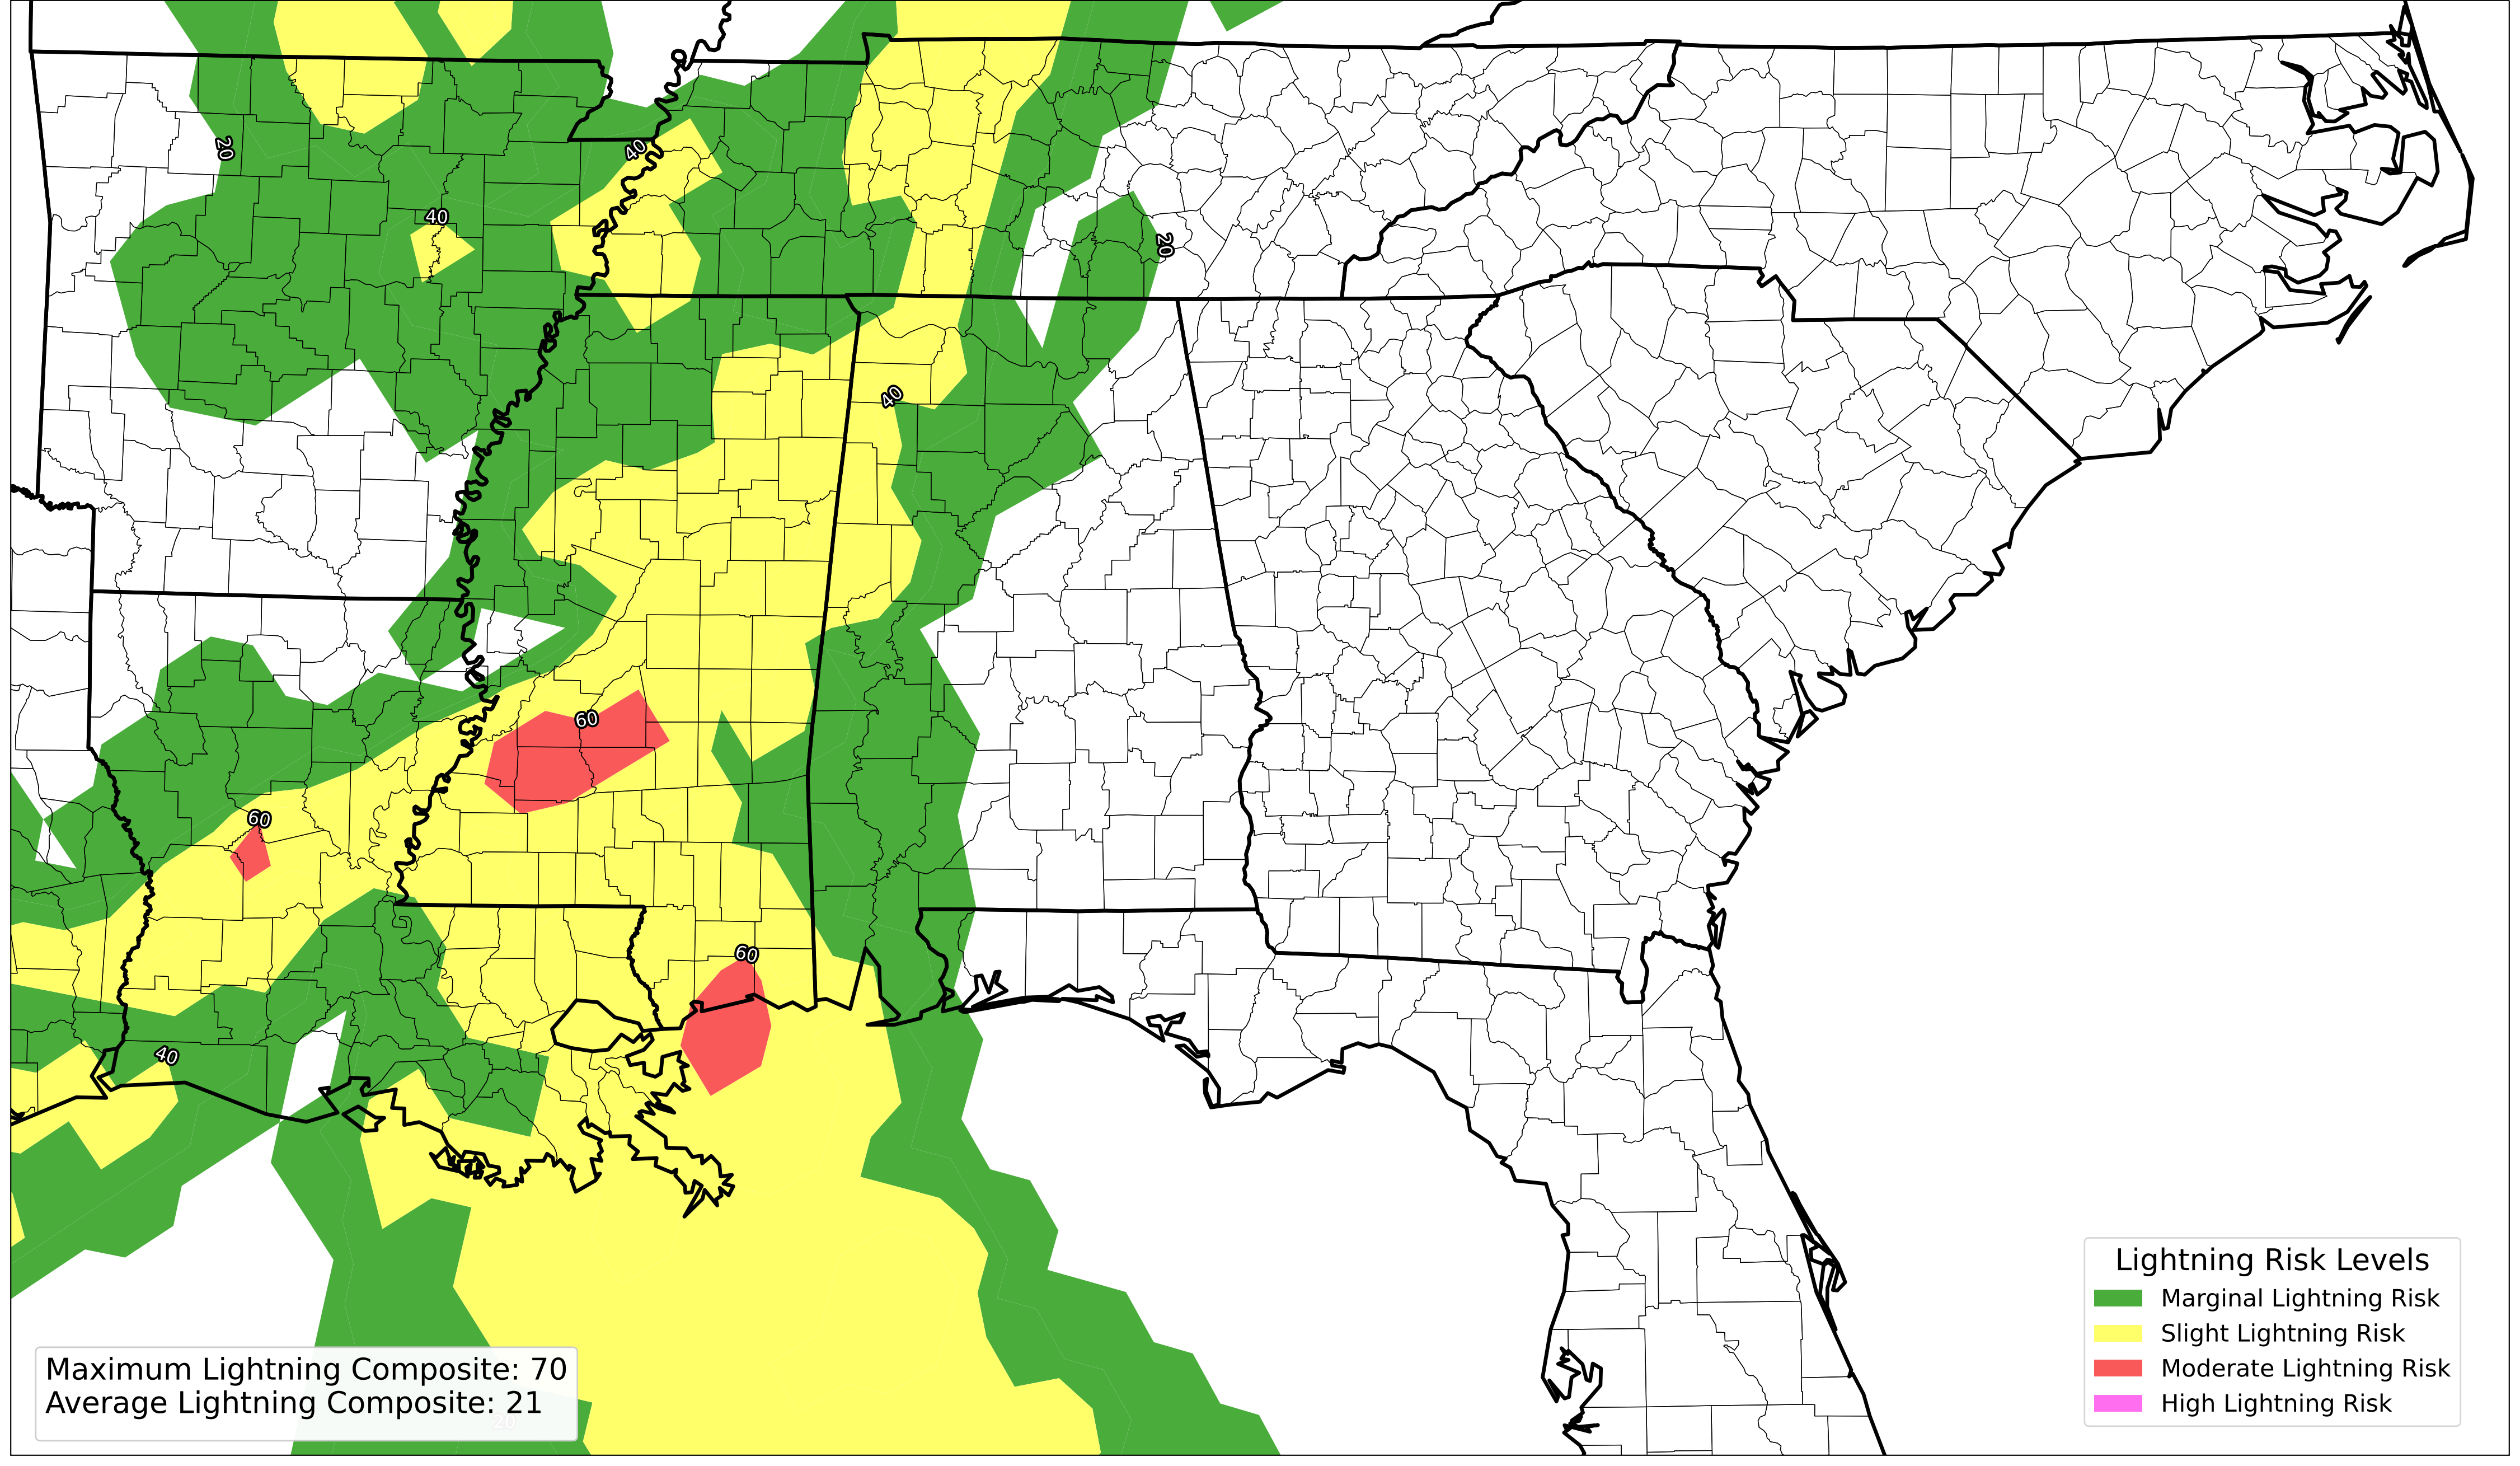 20
40
40
20
40
60
60
60
40
Lightning Risk Levels
Marginal Lightning Risk
Slight Lightning Risk
Moderate Lightning Risk
High Lightning Risk
Maximum Lightning Composite: 70
Average Lightning Composite: 21
20